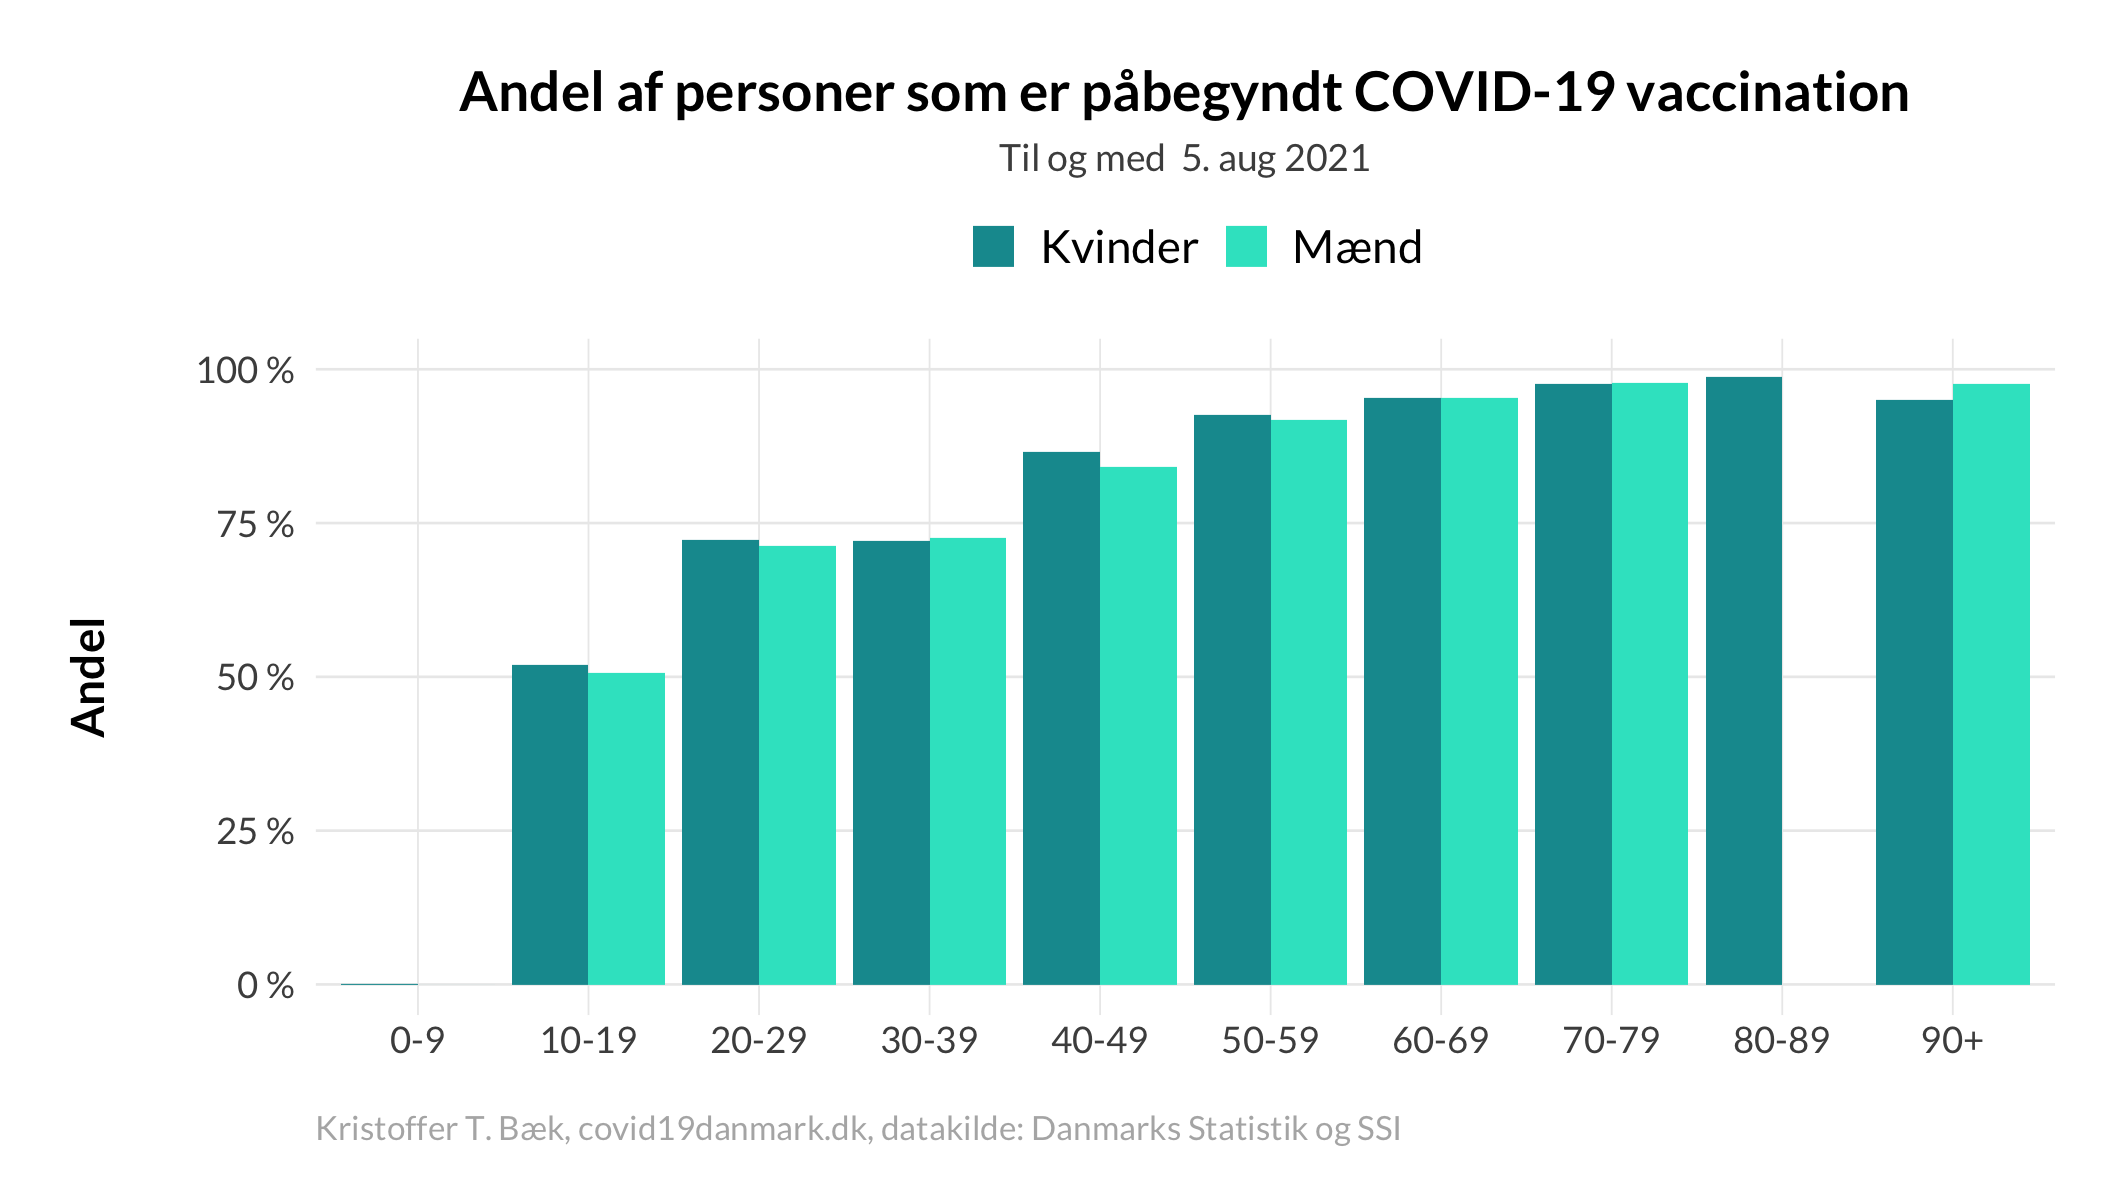 Andel af personer som er påbegyndt COVID-19 vaccination
Til og med 5. aug 2021
Kvinder Mænd
100 %
75 %
50 %
25 %
0 %
Andel
0-9 10-19 20-29 30-39 40-49 50-59 60-69 70-79 80-89 90+
Kristoffer T. Bæk, covid19danmark.dk, datakilde: Danmarks Statistik og SSI